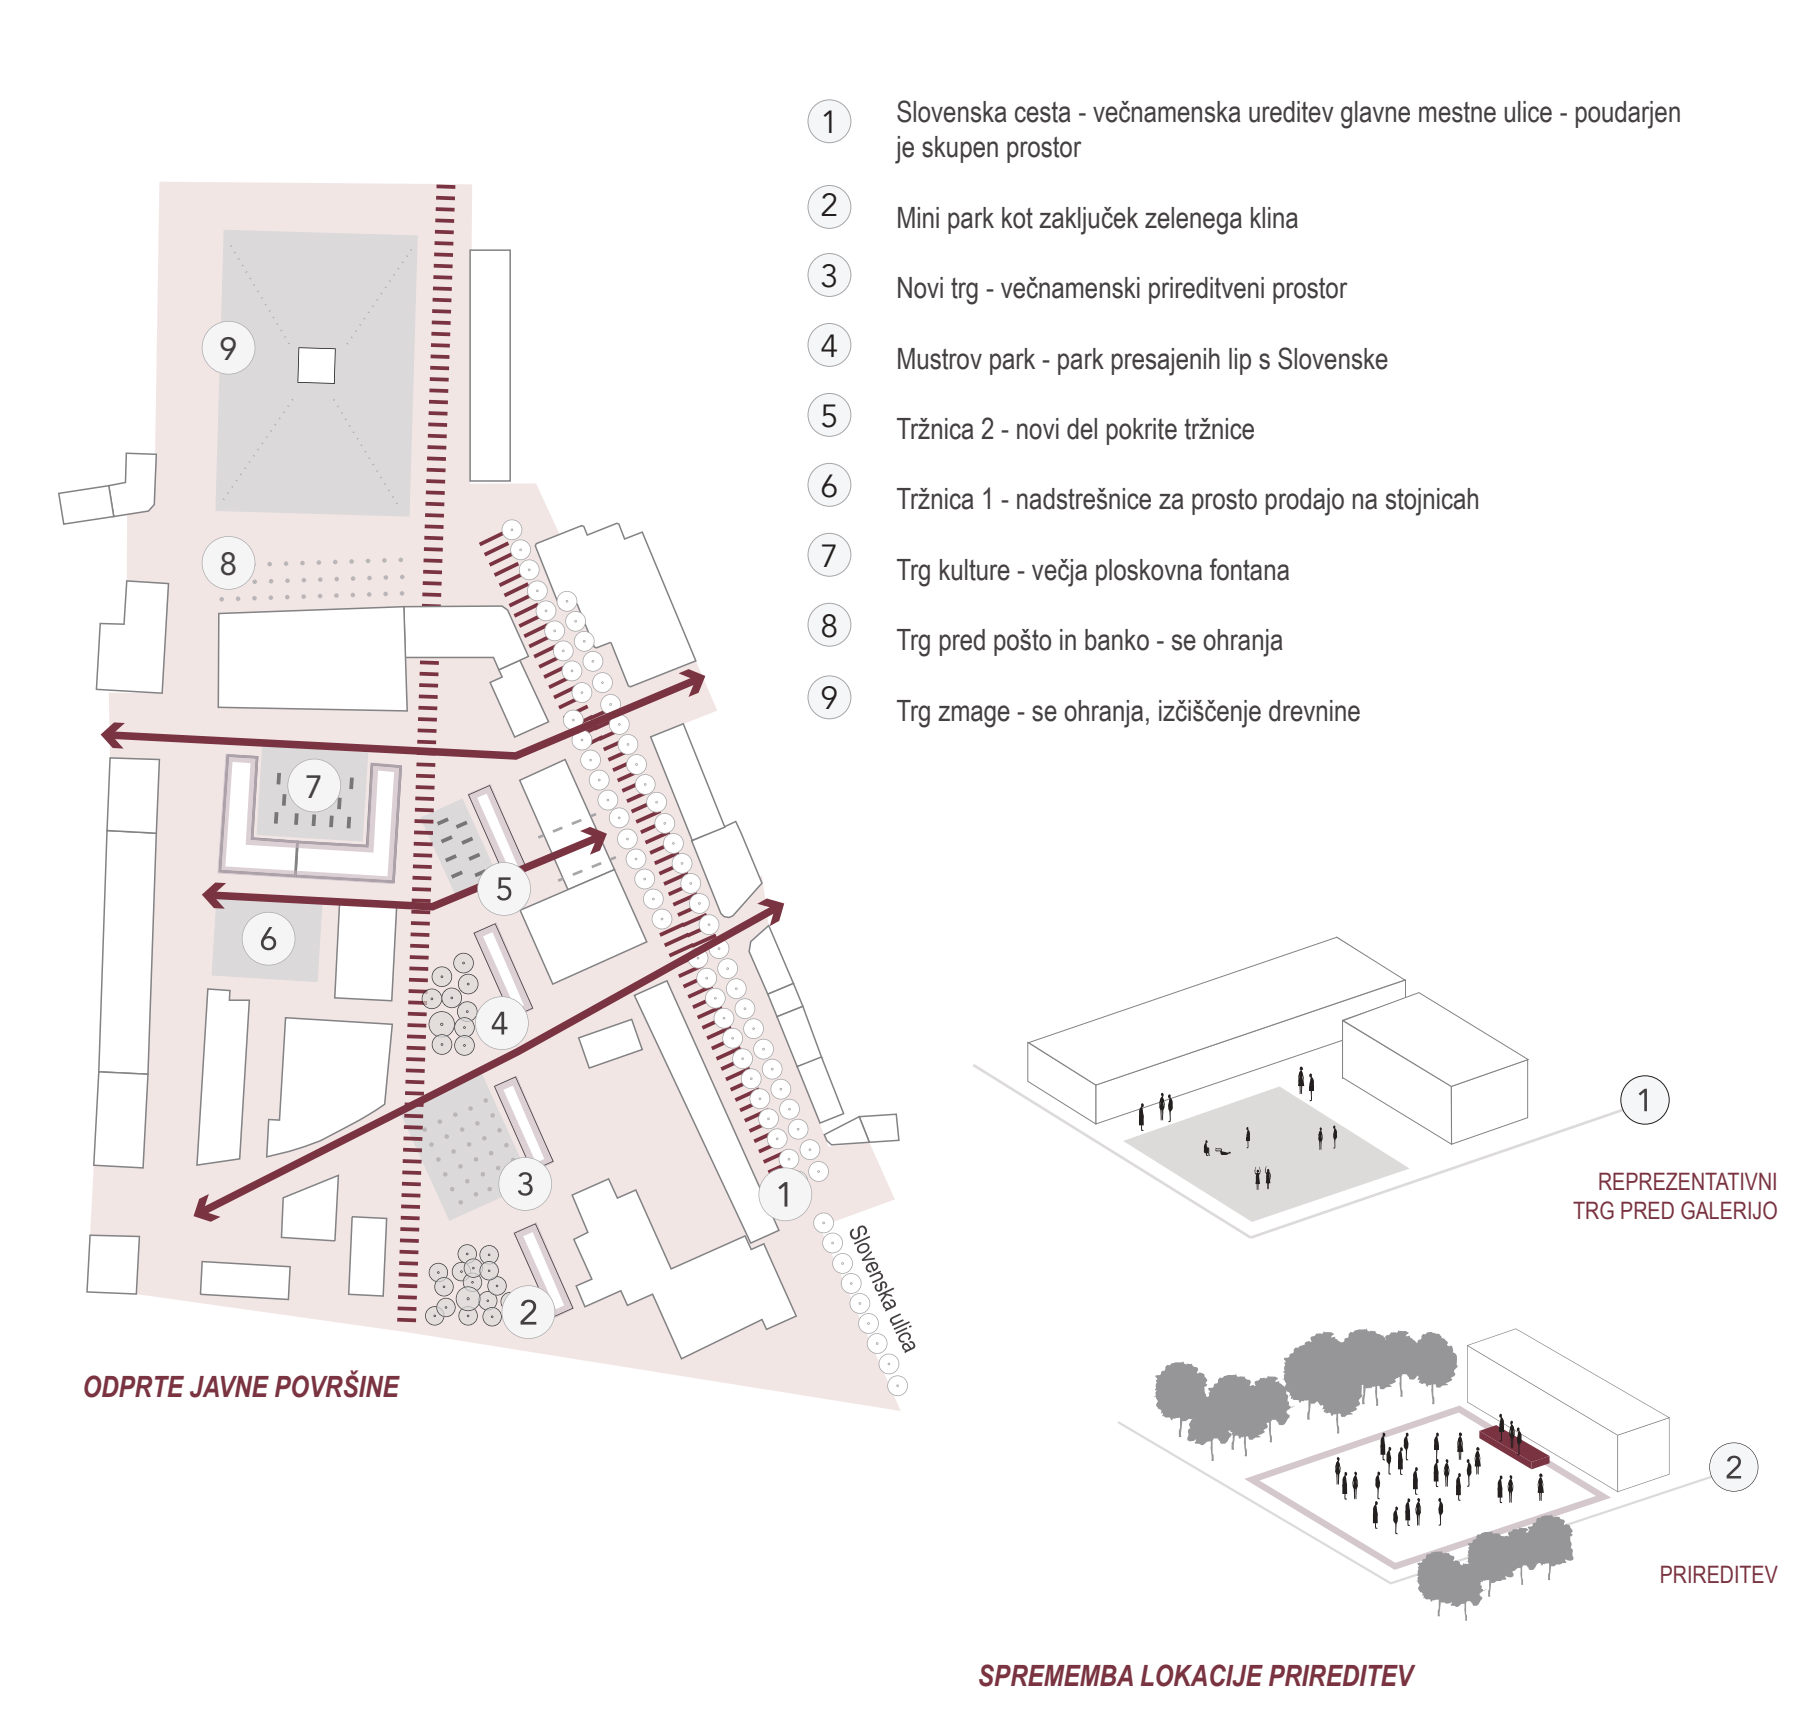 1 Slovenska cesta - večnamenska ureditev glavne mestne ulice - poudarjen
je skupen prostor
2 Mini park kot zaključek zelenega klina
3 Novi trg - večnamenski prireditveni prostor
4 Mustrov park - park presajenih lip s Slovenske
5 Tržnica 2 - novi del pokrite tržnice
6 Tržnica 1 - nadstrešnice za prosto prodajo na stojnicah
7 Trg kulture - večja ploskovna fontana
8 Trg pred pošto in banko - se ohranja
9 Trg zmage - se ohranja, izčiščenje drevnine
9
8
7
5
6
4
3
1
2
Slovenska ulica
ODPRTE JAVNE POVRŠINE
1
REPREZENTATIVNI
TRG PRED GALERIJO
2
PRIREDITEV
SPREMEMBA LOKACIJE PRIREDITEV